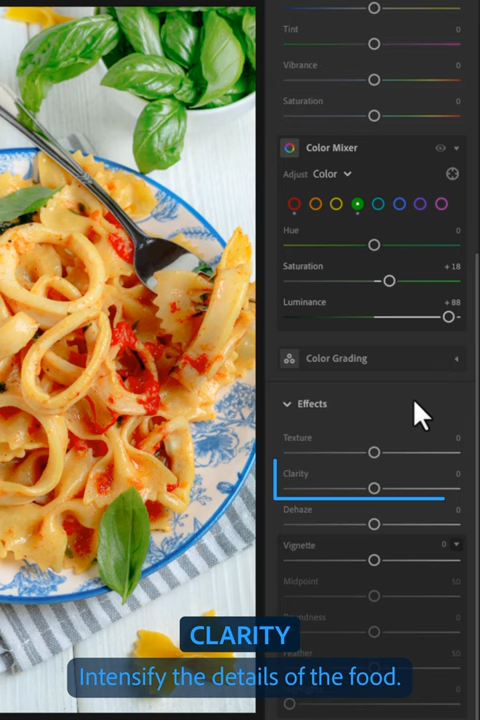 Tint 0
Vibrance 0
Saturation 0
Color Mixer
Adjust Color
Hue 0
Saturation +18
Luminance +88
Color Grading
Effects
Texture 0
Clarity 0
Dehaze 0
Vignette 0
Midpoint 50
Roundness
Feather 50
CLARITY
Intensify the details of the food.